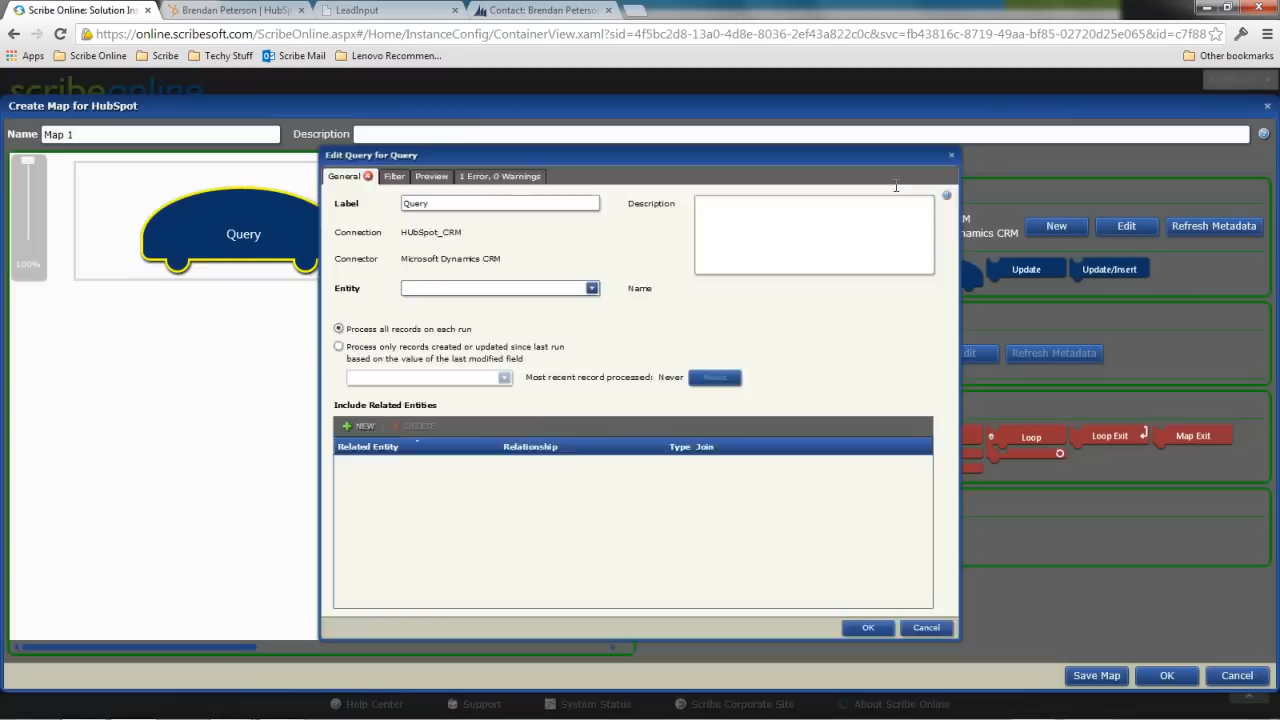 Scribe Online: Solution In
Brendan Peterson | HubSp
LeadInput
Contact: Brendan Peterson
https://online.scribesoft.com/ScribeOnline.aspx#/Home/InstanceConfig/ContainerView.xaml?sid=4f5bc2d8-13a0-4d8e-8036-2ef43a822c0c&svc=fb43816c-8719-49aa-bf85-02720d25e065&id=c7f88
Apps
Scribe Online
Scribe
Techy Stuff
Scribe Mail
Lenovo Recommen...
Other bookmarks
scribeonline
Create Map for HubSpot
Name Map 1
Description
100%
Query
Edit Query for Query
General
Filter
Preview
1 Error, 0 Warnings
Label Query
Description
Connection HUbSpot_CRM
Connector Microsoft Dynamics CRM
Entity
Name
Process all records on each run
Process only records created or updated since last run
based on the value of the last modified field
Most recent record processed: Never
Include Related Entities
NEW
DELETE
Related Entity
Relationship
Type
Join
OK
Cancel
M
namics CRM
New
Edit
Refresh Metadata
Update
Update/Insert
dit
Refresh Metadata
Loop
Loop Exit
Map Exit
Save Map
OK
Cancel
Help Center
Support
System Status
Scribe Corporate Site
About Scribe Online